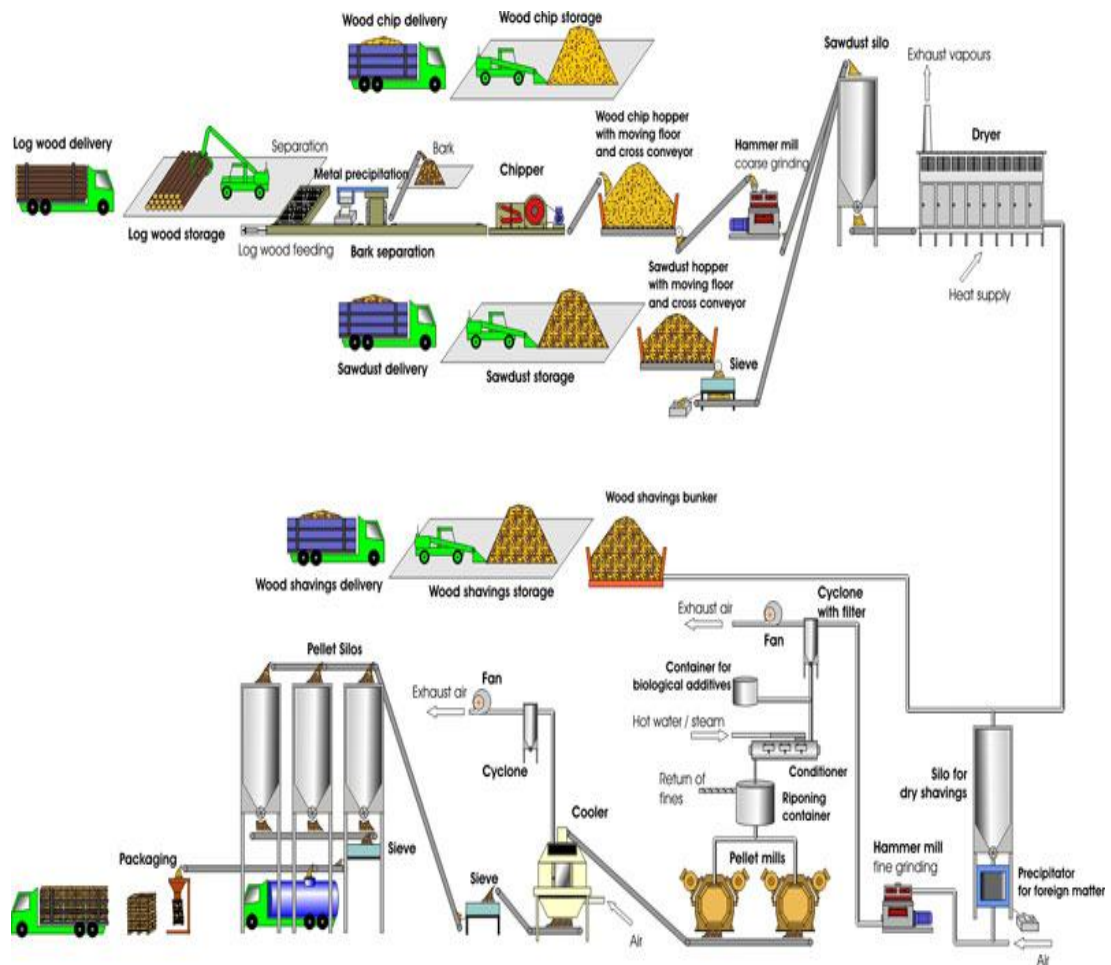 Wood chip delivery
Wood chip storage
Sawdust silo
Exhaust
vapours
Dryer
Log wood delivery
Separation
Metal precipitation
Bark
Chipper
Wood chip hopper
with moving floor
and cross conveyor
Hammer mill
coarse grinding
Log wood storage
Log wood feeding
Bark separation
Sawdust hopper
with moving floor
and cross conveyor
Heat supply
Sawdust delivery
Sawdust storage
Sieve
Wood shavings bunker
Wood shavings delivery
Wood shavings storage
Exhaust air
Fan
Cyclone
with filter
Pellet Silos
Exhaust air
Fan
Container for
biological additives
Hot water / steam
Cyclone
Conditioner
Return of
fines
Riponing
container
Silo for
dry shavings
Cooler
Packaging
Sieve
Sieve
Pellet mills
Hammer mill
fine grinding
Precipitator
for foreign matter
Air
Air